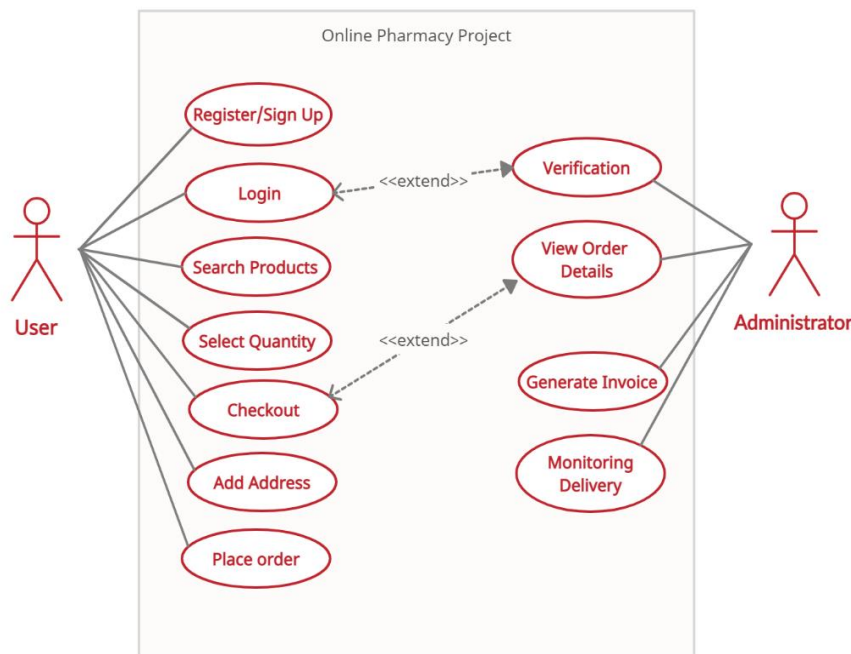 Online Pharmacy Project
Register/Sign Up
Login
<<extend>>
Verification
Search Products
View Order
Details
User
Select Quantity
<<extend>>
Administrator
Checkout
Generate Invoice
Add Address
Monitoring
Delivery
Place order